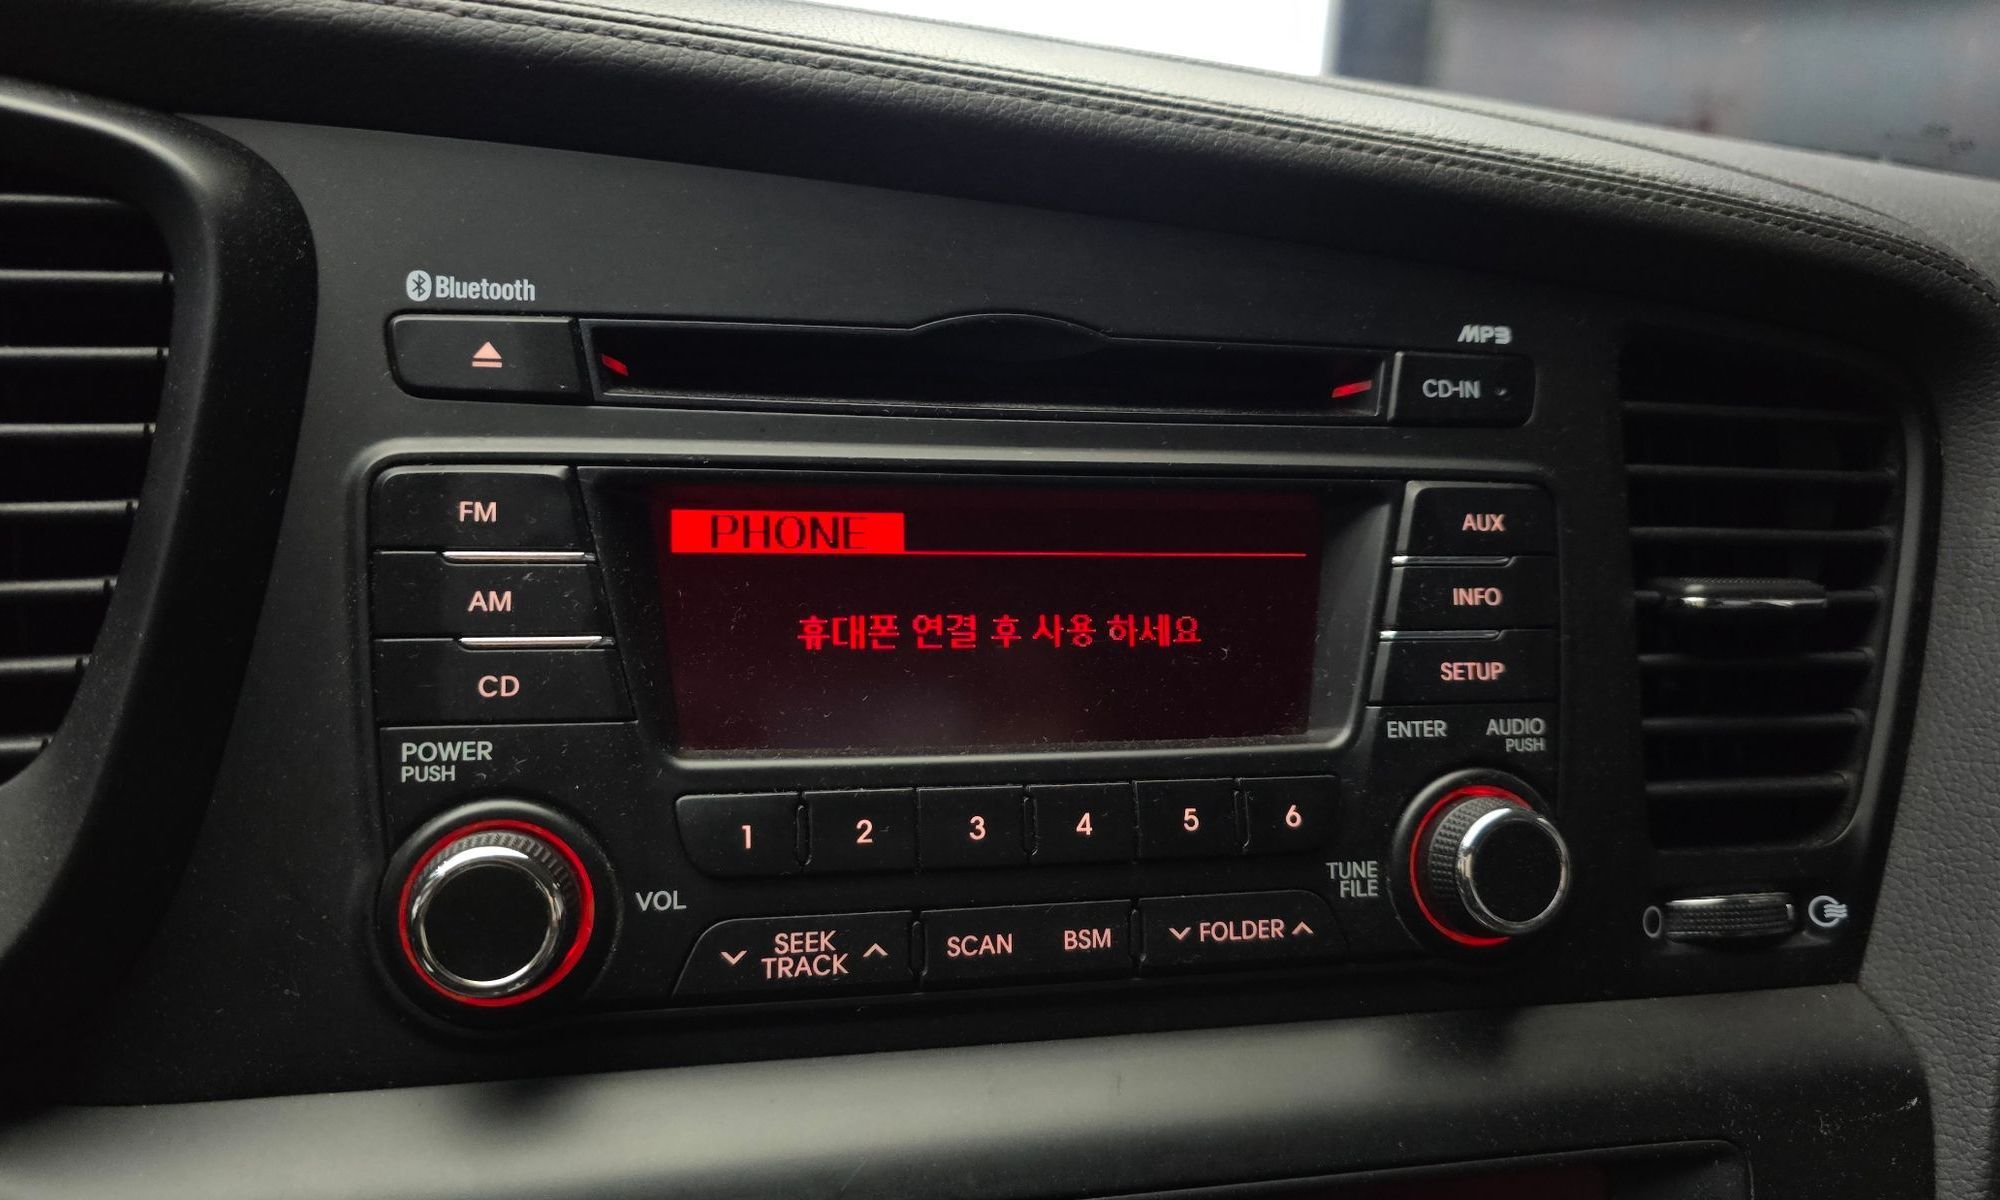 Bluetooth
MP3
CD-IN
FM
PHONE
AUX
AM
휴대폰 연결 후 사용 하세요
INFO
CD
SETUP
POWER
PUSH
ENTER
AUDIO
PUSH
1 2 3 4 5 6
VOL
TUNE
FILE
SEEK
TRACK
SCAN
BSM
FOLDER